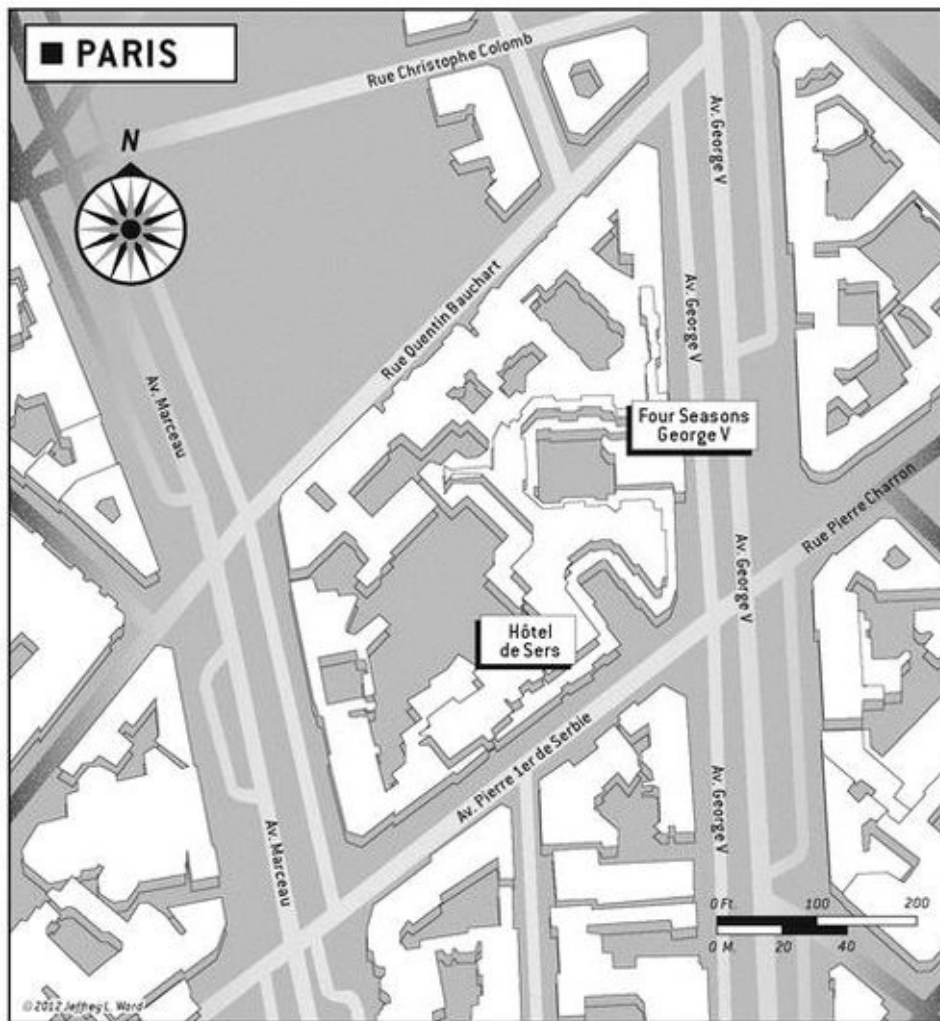 ■ PARIS
Rue Christophe Colomb
N
Av. George V
Rue Quentin Bauchart
Av. George V
Av. Marceau
Four Seasons
George V
Rue Pierre Charron
Av. George V
Hôtel
de Sers
Av. Pierre 1er de Serbie
Av. George V
Av. Marceau
0 Ft. 100 200
0 M. 20 40
© 2012 Jeffrey L. Ward